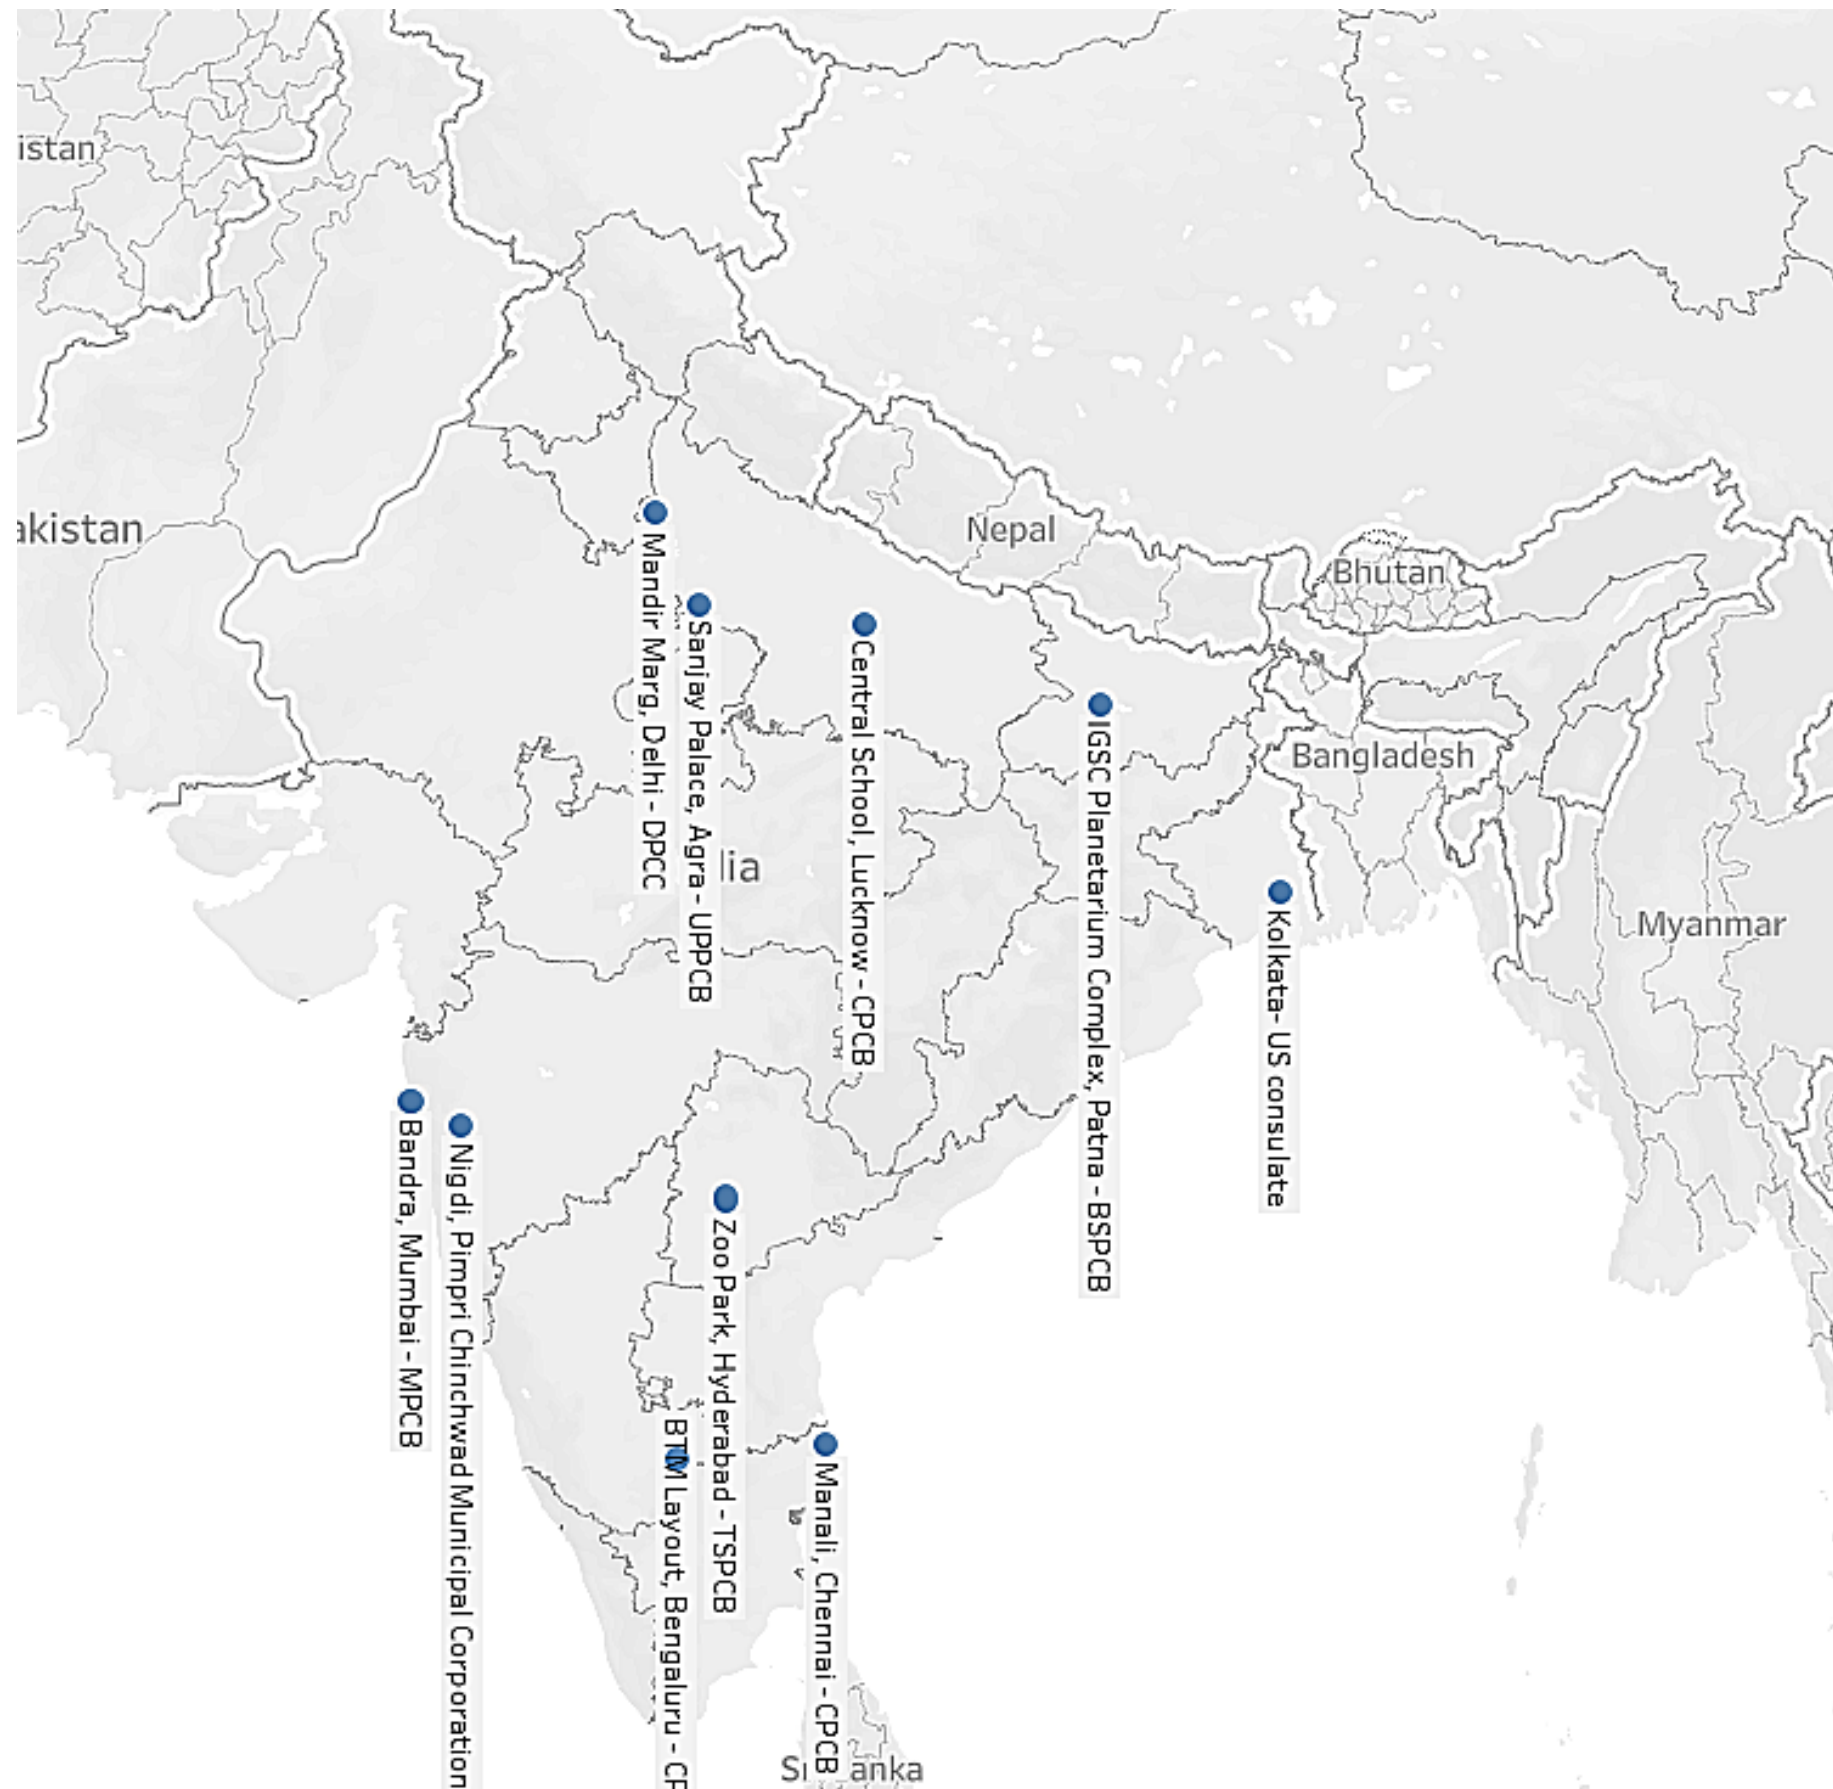 istan
akistan
Nepal
Bhutan
Bangladesh
Myanmar
Mandir Marg, Delhi - DPCC
Sanjay Palace, Agra - UPPCB
Central School, Lucknow - CPCB
IGSC Planetarium Complex, Patna - BSPCB
Kolkata- US consulate
Bandra, Mumbai - MPCB
Nigdi, Pimpri Chinchwad Municipal Corporation
Zoo Park, Hyderabad - TSPCB
BTM Layout, Bengaluru - CP
Manali, Chennai - CPCB